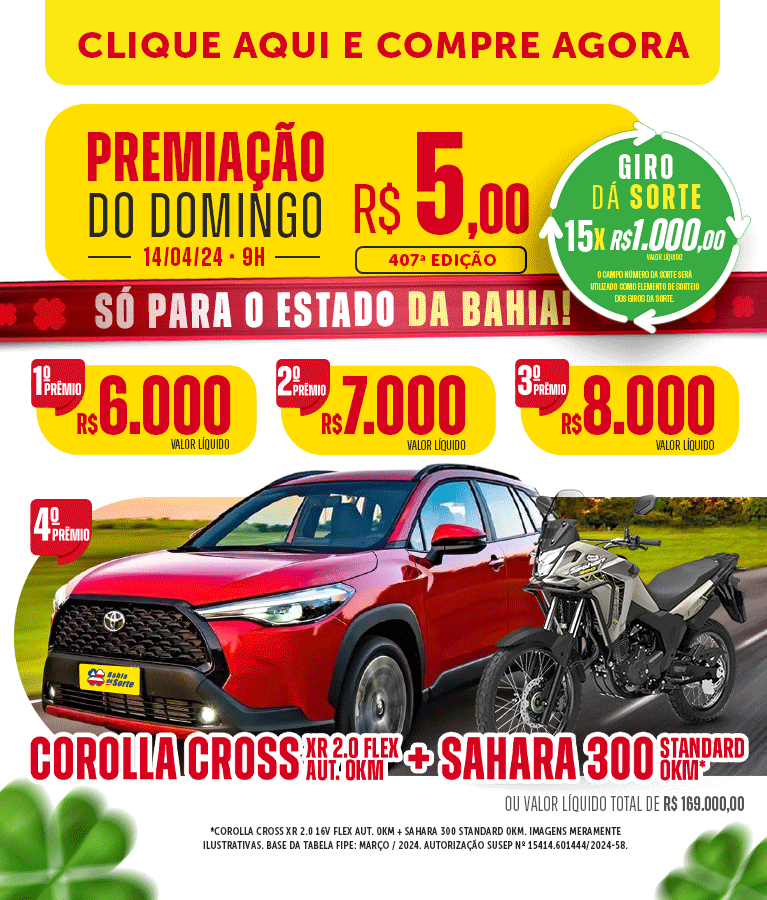 CLIQUE AQUI E COMPRE AGORA
PREMIAÇÃO
DO DOMINGO
14/04/24 • 9H
R$ 5,00
407ª EDIÇÃO
GIRO
DÁ SORTE
15X R$1.000,00
VALOR LÍQUIDO
O CAMPO NÚMERO DA SORTE SERÁ
UTILIZADO COMO ELEMENTO DE SORTEIO
DOS GIROS DA SORTE.
SÓ PARA O ESTADO DA BAHIA!
1º PRÊMIO
R$6.000
VALOR LÍQUIDO
2º PRÊMIO
R$7.000
VALOR LÍQUIDO
3º PRÊMIO
R$8.000
VALOR LÍQUIDO
4º PRÊMIO
Sahara
Bahia
da Sorte
COROLLA CROSS XR 2.0 FLEX AUT. 0KM + SAHARA 300 STANDARD 0KM*
OU VALOR LÍQUIDO TOTAL DE R$ 169.000,00
*COROLLA CROSS XR 2.0 16V FLEX AUT. 0KM + SAHARA 300 STANDARD 0KM. IMAGENS MERAMENTE
ILUSTRATIVAS. BASE DA TABELA FIPE: MARÇO / 2024. AUTORIZAÇÃO SUSEP Nº 15414.601444/2024-58.